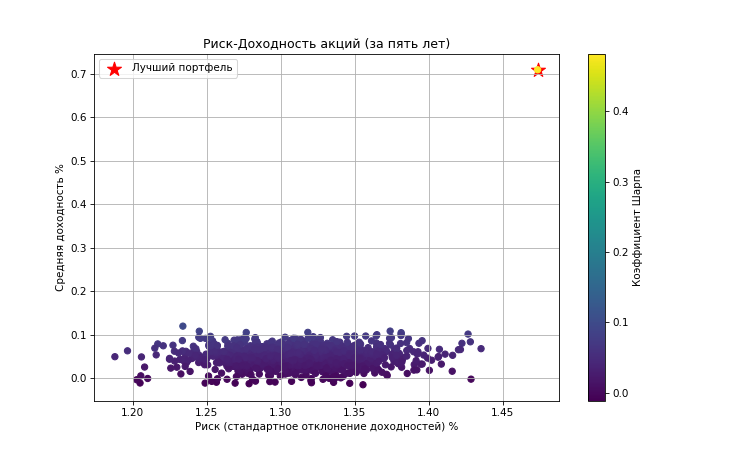 Риск-Доходность акций (за пять лет)
Лучший портфель
Средняя доходность %
0.7
0.6
0.5
0.4
0.3
0.2
0.1
0.0
1.20 1.25 1.30 1.35 1.40 1.45
Риск (стандартное отклонение доходностей) %
0.4
0.3
0.2
0.1
0.0
Коэффициент Шарпа